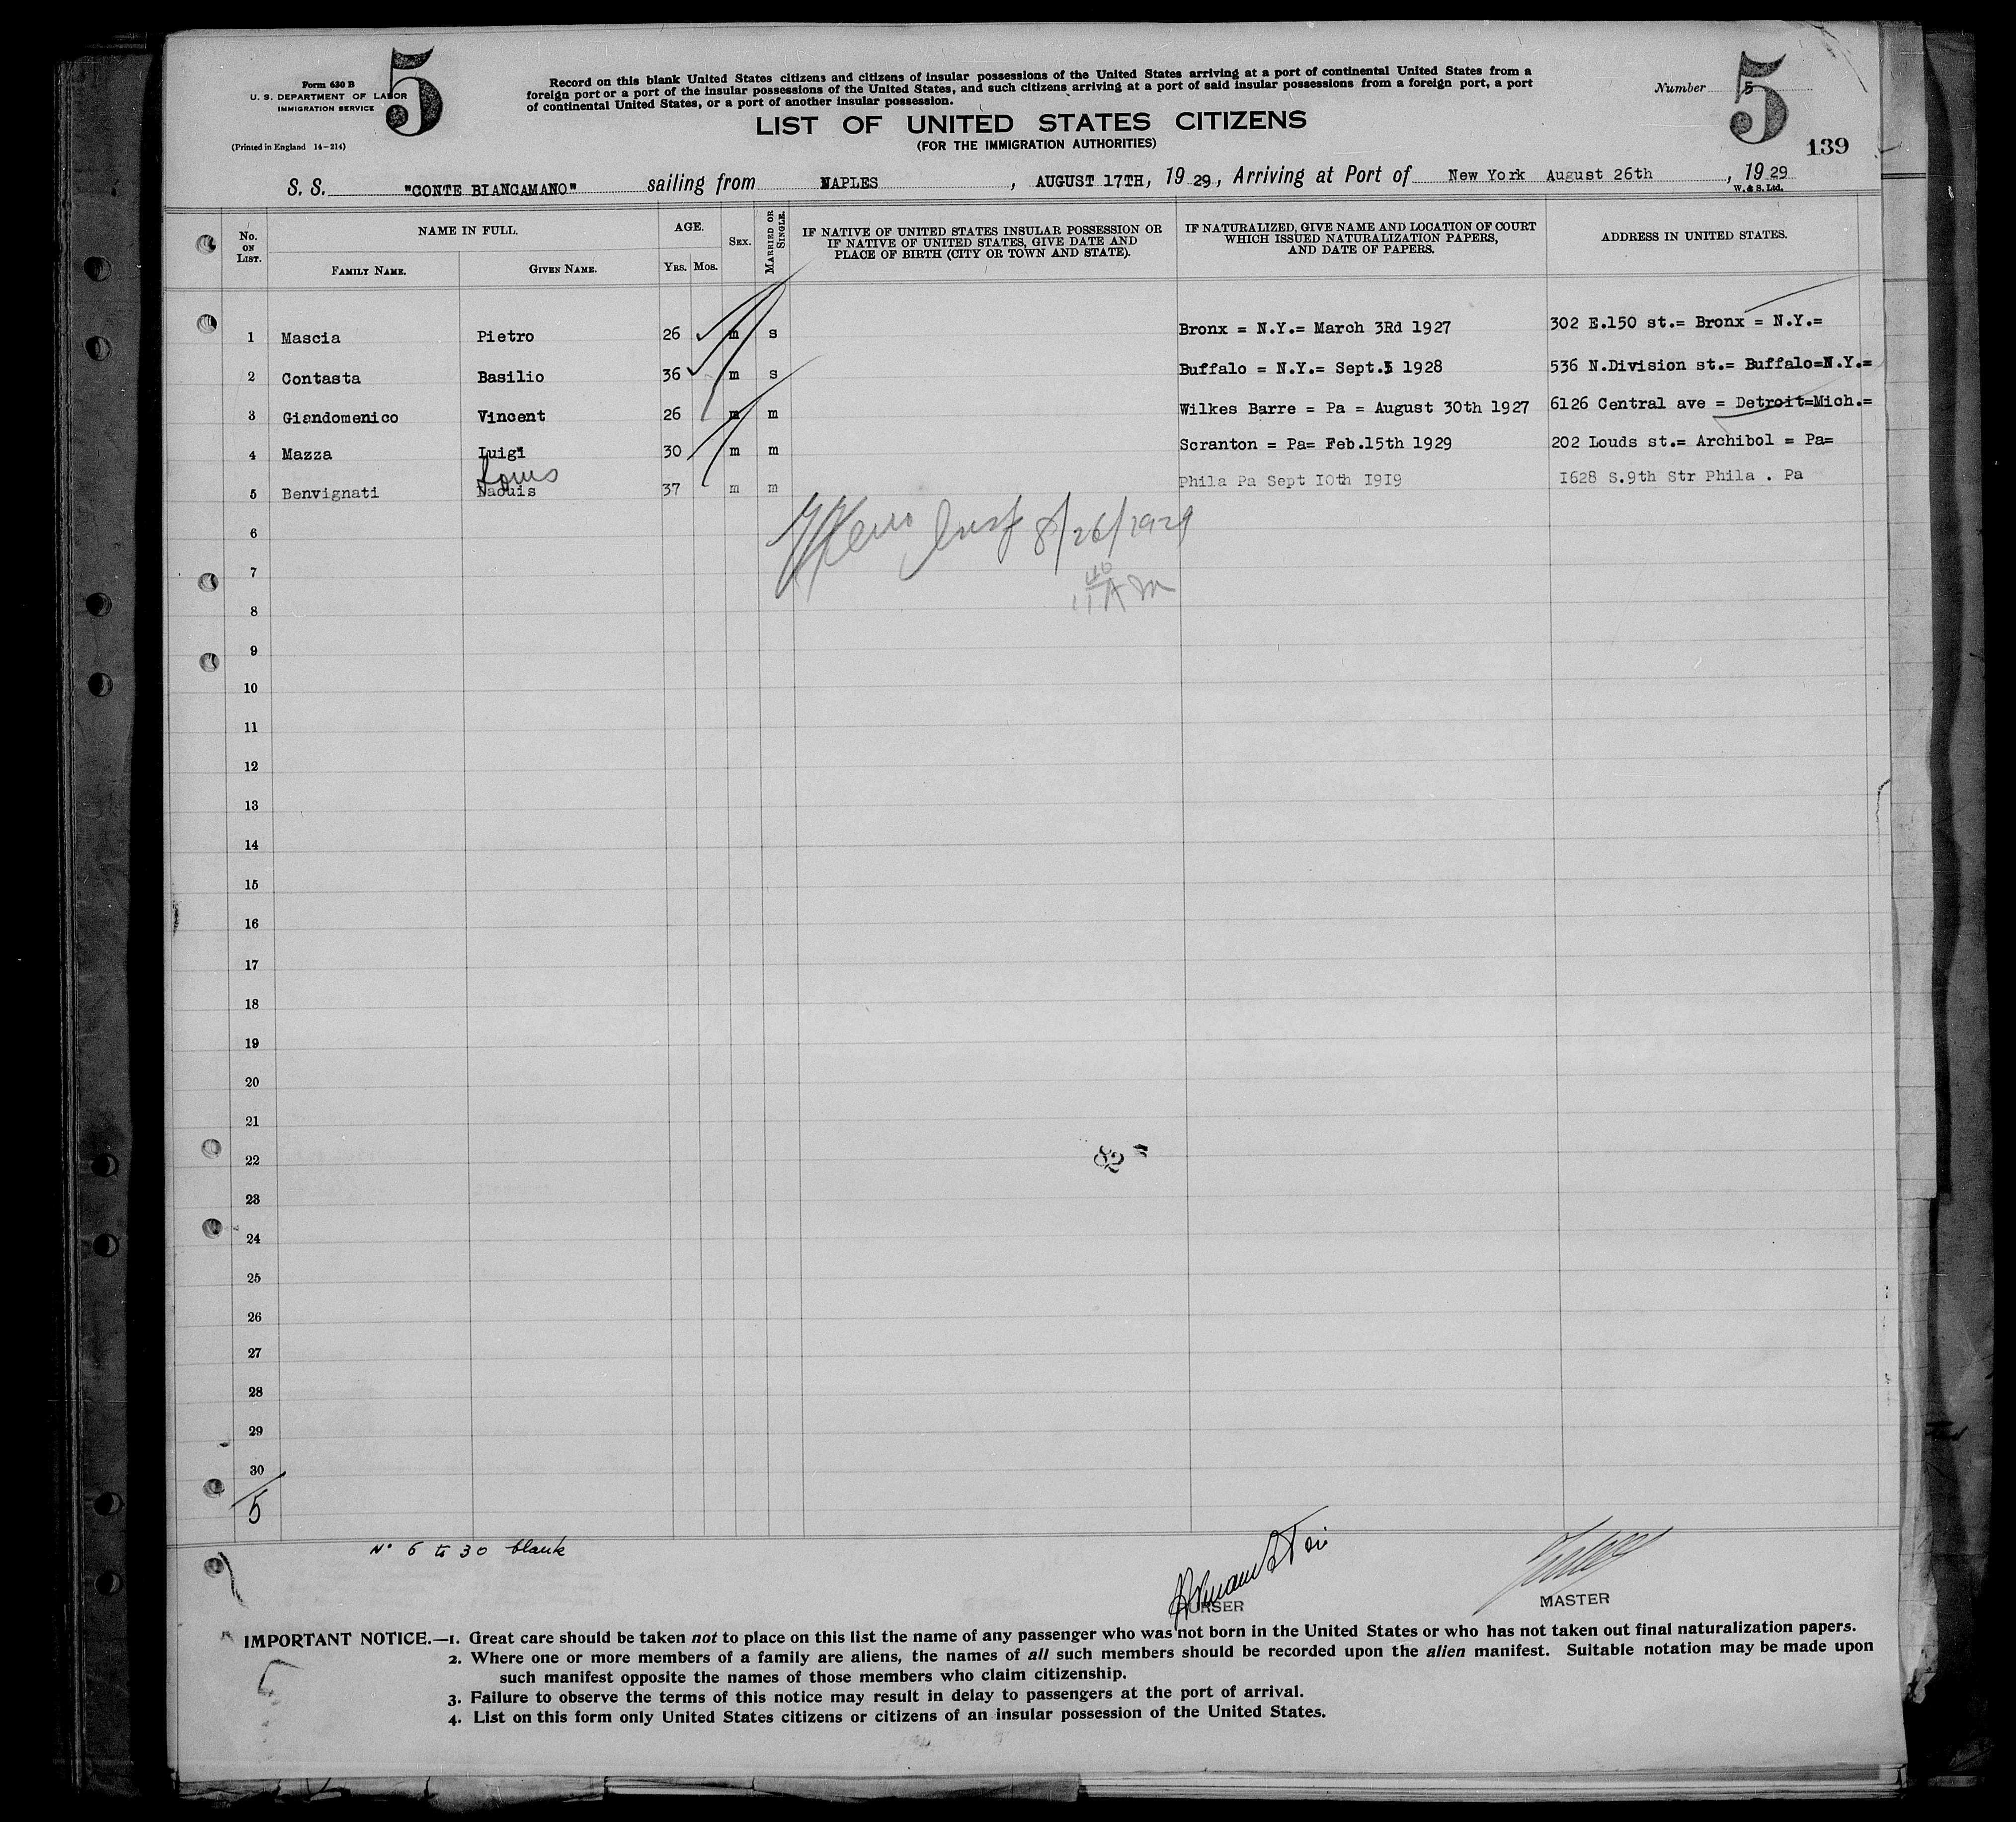 Form 630 B
U. S. DEPARTMENT OF LABOR
IMMIGRATION SERVICE
5
(Printed in England 14-214)
Record on this blank United States citizens and citizens of insular possessions of the United States arriving at a port of continental United States from a
foreign port or a port of the insular possessions of the United States, and such citizens arriving at a port of said insular possessions from a foreign port, a port
of continental United States, or a port of another insular possession.
Number 5
5
139
LIST OF UNITED STATES CITIZENS
(FOR THE IMMIGRATION AUTHORITIES)
S. S. "CONTE BIANCAMANO" sailing from NAPLES, AUGUST 17TH, 19 29, Arriving at Port of New York August 26th, 19 29
W. & S. Ltd.
No. ON LIST. NAME IN FULL. FAMILY NAME. GIVEN NAME. AGE. YRS. MOS. SEX. MARRIED OR SINGLE. IF NATIVE OF UNITED STATES INSULAR POSSESSION OR IF NATIVE OF UNITED STATES, GIVE DATE AND PLACE OF BIRTH (CITY OR TOWN AND STATE). IF NATURALIZED, GIVE NAME AND LOCATION OF COURT WHICH ISSUED NATURALIZATION PAPERS, AND DATE OF PAPERS. ADDRESS IN UNITED STATES.
1 Mascia Pietro 26 m s Bronx = N.Y.= March 3Rd 1927 302 E.150 st.= Bronx = N.Y.=
2 Contasta Basilio 36 m s Buffalo = N.Y.= Sept.5 1928 536 N.Division st.= Buffalo=N.Y.=
3 Giandomenico Vincent 26 m m Wilkes Barre = Pa = August 30th 1927 6126 Central ave = Detroit=Mich.=
4 Mazza Luigi 30 m m Scranton = Pa= Feb.15th 1929 202 Louds st.= Archibol = Pa=
Louis
5 Benvignati Naouis 37 m m Phila Pa Sept I0th I9I9 I628 S.9th Str Phila . Pa
6
8/26/1929
7
11 40 AM
8
9
10
11
12
13
14
15
16
17
18
19
20
21
22
82
23
24
25
26
27
28
29
30
5
No 6 to 30 blank
PURSER
MASTER
IMPORTANT NOTICE.—1. Great care should be taken not to place on this list the name of any passenger who was not born in the United States or who has not taken out final naturalization papers.
2. Where one or more members of a family are aliens, the names of all such members should be recorded upon the alien manifest. Suitable notation may be made upon
such manifest opposite the names of those members who claim citizenship.
3. Failure to observe the terms of this notice may result in delay to passengers at the port of arrival.
4. List on this form only United States citizens or citizens of an insular possession of the United States.